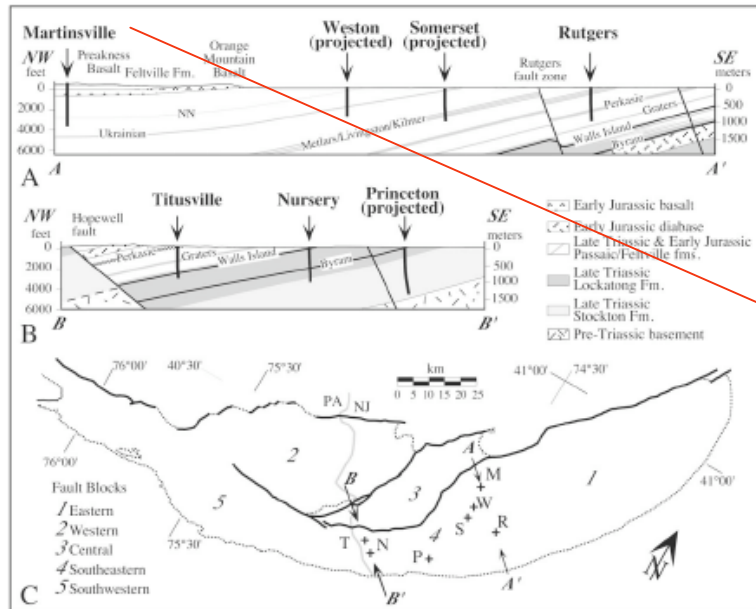 Martinsville
Weston
(projected)
Somerset
(projected)
Rutgers
NW
feet
Preakness
Basalt
Feltville Fm.
Orange
Mountain
Basalt
Rutgers
fault zone
SE
meters
0
2000
4000
6000
NN
Ukrainian
Metlars/Livingston/Kilmer
Perkasie
Graters
Walls Island
Byram
0
500
1000
1500
A
A
A'
NW
feet
Hopewell
fault
Titusville
Nursery
Princeton
(projected)
SE
meters
0
2000
4000
6000
Perkasie
Graters
Walls Island
Byram
0
500
1000
1500
B
B
B'
Early Jurassic basalt
Early Jurassic diabase
Late Triassic & Early Jurassic
Passaic/Feltville fms.
Late Triassic
Lockatong Fm.
Late Triassic
Stockton Fm.
Pre-Triassic basement
76°00'
40°30'
75°30'
PA
NJ
km
0 5 10 15 20 25
41°00'
74°30'
76°00'
75°30'
41°00'
Fault Blocks
1 Eastern
2 Western
3 Central
4 Southeastern
5 Southwestern
2
5
3
4
1
B
A
M
W
S
R
T
N
P
B'
A'
N
C